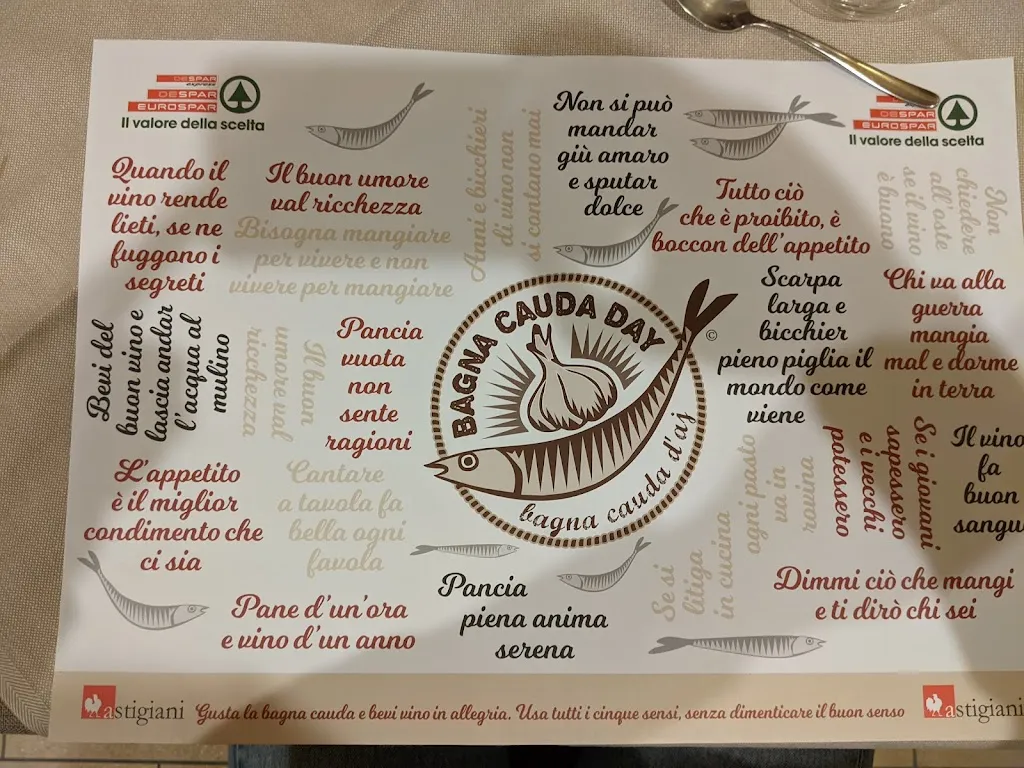 DESPAR
express
DESPAR
EUROSPAR
Il valore della scelta
DESPAR
EUROSPAR
Il valore della scelta
Quando il
vino rende
lieti, se ne
fuggono i
segreti
Il buon umore
val ricchezza
Bisogna mangiare
per vivere e non
vivere per mangiare
Anni e bicchieri
di vino non
si contano mai
Non si può
mandar
giù amaro
e sputar
dolce
Tutto ciò
che è proibito, è
boccon dell'appetito
Non
chiedere
all'oste
se il vino
è buono
Bevi del
buon vino e
lascia andar
l'acqua al
mulino
Il buon
umore val
ricchezza
Pancia
vuota
non
sente
ragioni
BAGNA CAUDA DAY
©
bagna cauda d'aj
Scarpa
larga e
bicchier
pieno piglia il
mondo come
viene
Chi va alla
guerra
mangia
mal e dorme
in terra
L'appetito
è il miglior
condimento che
ci sia
Cantare
a tavola fa
bella ogni
favola
Se si
litiga
in cucina
ogni pasto
va in
rovina
Se i giovani
sapessero
e i vecchi
potessero
Il vino
fa
buon
sangue
Pane d'un'ora
e vino d'un anno
Pancia
piena anima
serena
Dimmi ciò che mangi
e ti dirò chi sei
astigiani
Gusta la bagna cauda e bevi vino in allegria. Usa tutti i cinque sensi, senza dimenticare il buon senso
astigiani